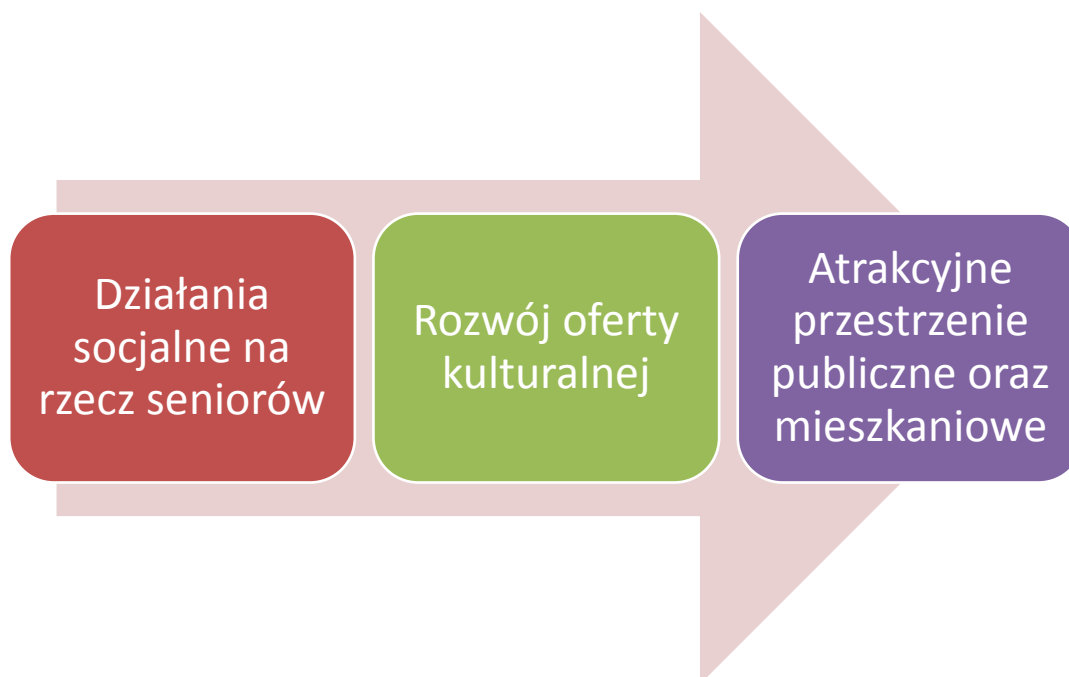 Działania
socjalne na
rzecz seniorów
Rozwój oferty
kulturalnej
Atrakcyjne
przestrzenie
publiczne oraz
mieszkaniowe